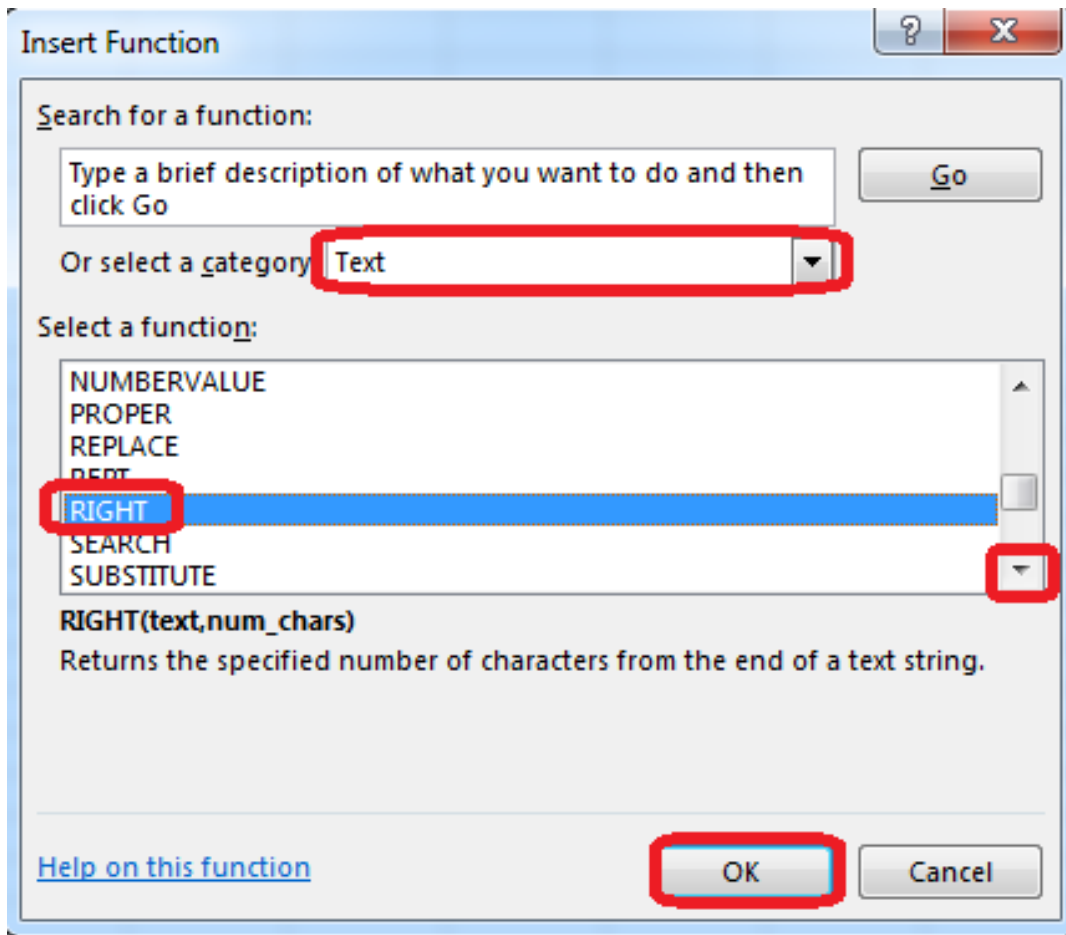 Insert Function
Search for a function:
Type a brief description of what you want to do and then
click Go
Go
Or select a category
Text
Select a function:
NUMBERVALUE
PROPER
REPLACE
REPT
RIGHT
SEARCH
SUBSTITUTE
RIGHT(text,num_chars)
Returns the specified number of characters from the end of a text string.
Help on this function
OK
Cancel